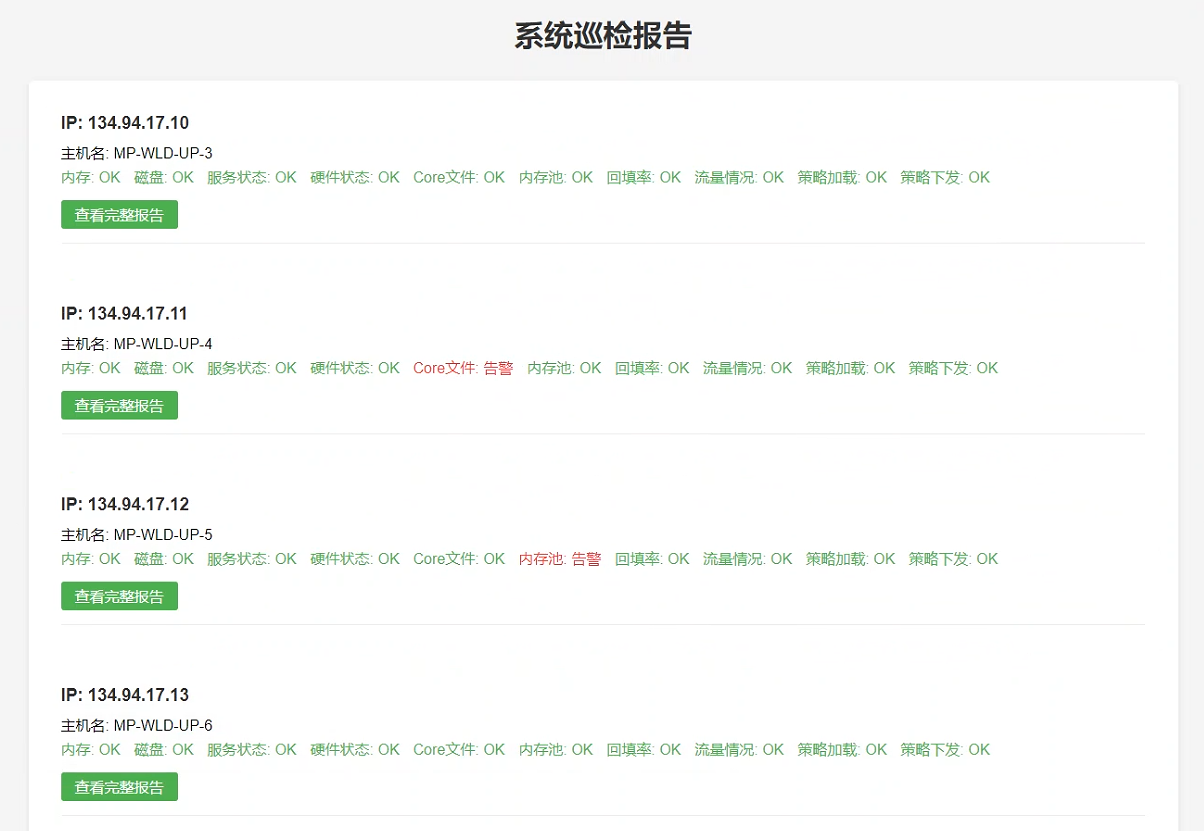 系统巡检报告
IP: 134.94.17.10
主机名: MP-WLD-UP-3
内存: OK 磁盘: OK 服务状态: OK 硬件状态: OK Core文件: OK 内存池: OK 回填率: OK 流量情况: OK 策略加载: OK 策略下发: OK
查看完整报告
IP: 134.94.17.11
主机名: MP-WLD-UP-4
内存: OK 磁盘: OK 服务状态: OK 硬件状态: OK Core文件: 告警 内存池: OK 回填率: OK 流量情况: OK 策略加载: OK 策略下发: OK
查看完整报告
IP: 134.94.17.12
主机名: MP-WLD-UP-5
内存: OK 磁盘: OK 服务状态: OK 硬件状态: OK Core文件: OK 内存池: 告警 回填率: OK 流量情况: OK 策略加载: OK 策略下发: OK
查看完整报告
IP: 134.94.17.13
主机名: MP-WLD-UP-6
内存: OK 磁盘: OK 服务状态: OK 硬件状态: OK Core文件: OK 内存池: OK 回填率: OK 流量情况: OK 策略加载: OK 策略下发: OK
查看完整报告